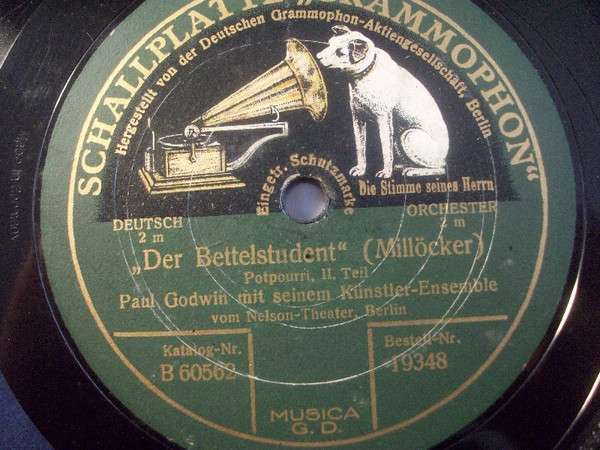 SCHALLPLATTE „GRAMMOPHON“
Hergestellt von der Deutschen Grammophon-Aktiengesellschaft, Berlin
Eingetr. Schutzmarke
Die Stimme seines Herrn
DEUTSCH
2 m
ORCHESTER
2 m
„Der Bettelstudent“ (Millöcker)
Potpourri, II. Teil
Paul Godwin mit seinem Künstler-Ensemble
vom Nelson-Theater, Berlin
Katalog-Nr.
B 60562
Bestell-Nr.
19348
MUSICA
G. D.